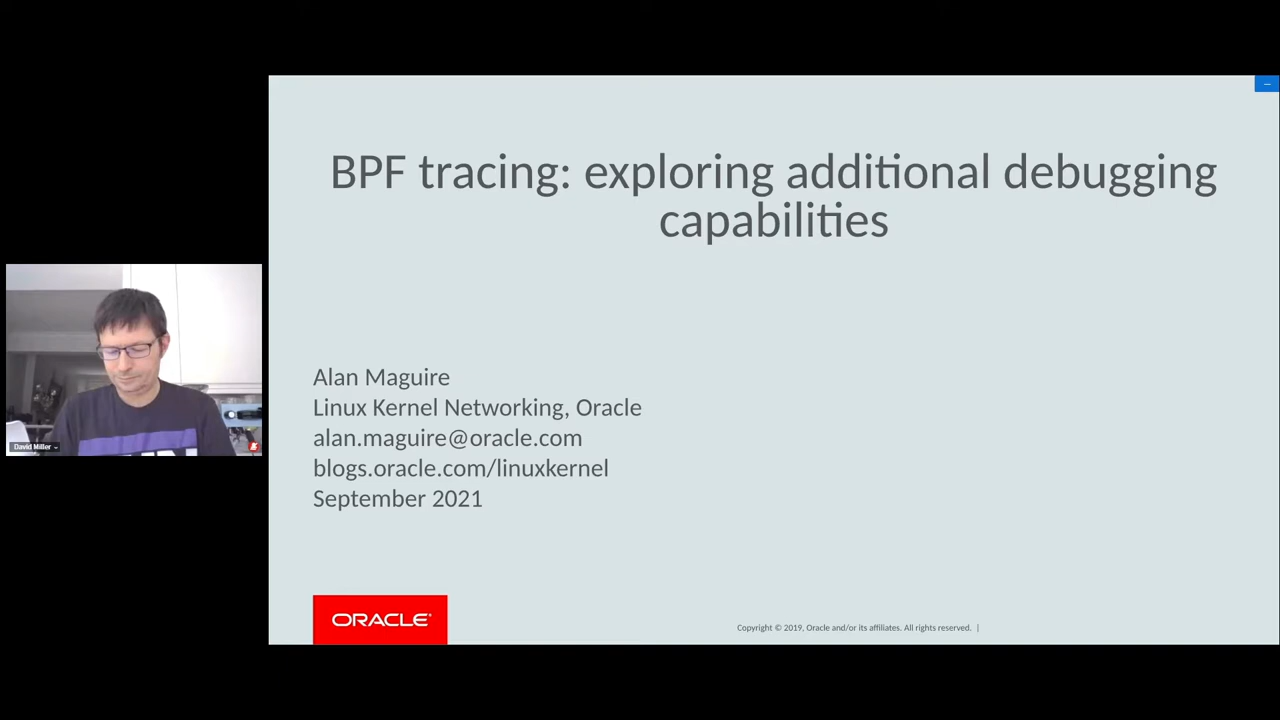 BPF tracing: exploring additional debugging
capabilities
Alan Maguire
Linux Kernel Networking, Oracle
alan.maguire@oracle.com
blogs.oracle.com/linuxkernel
September 2021
David Miller
ORACLE®
Copyright © 2019, Oracle and/or its affiliates. All rights reserved. |